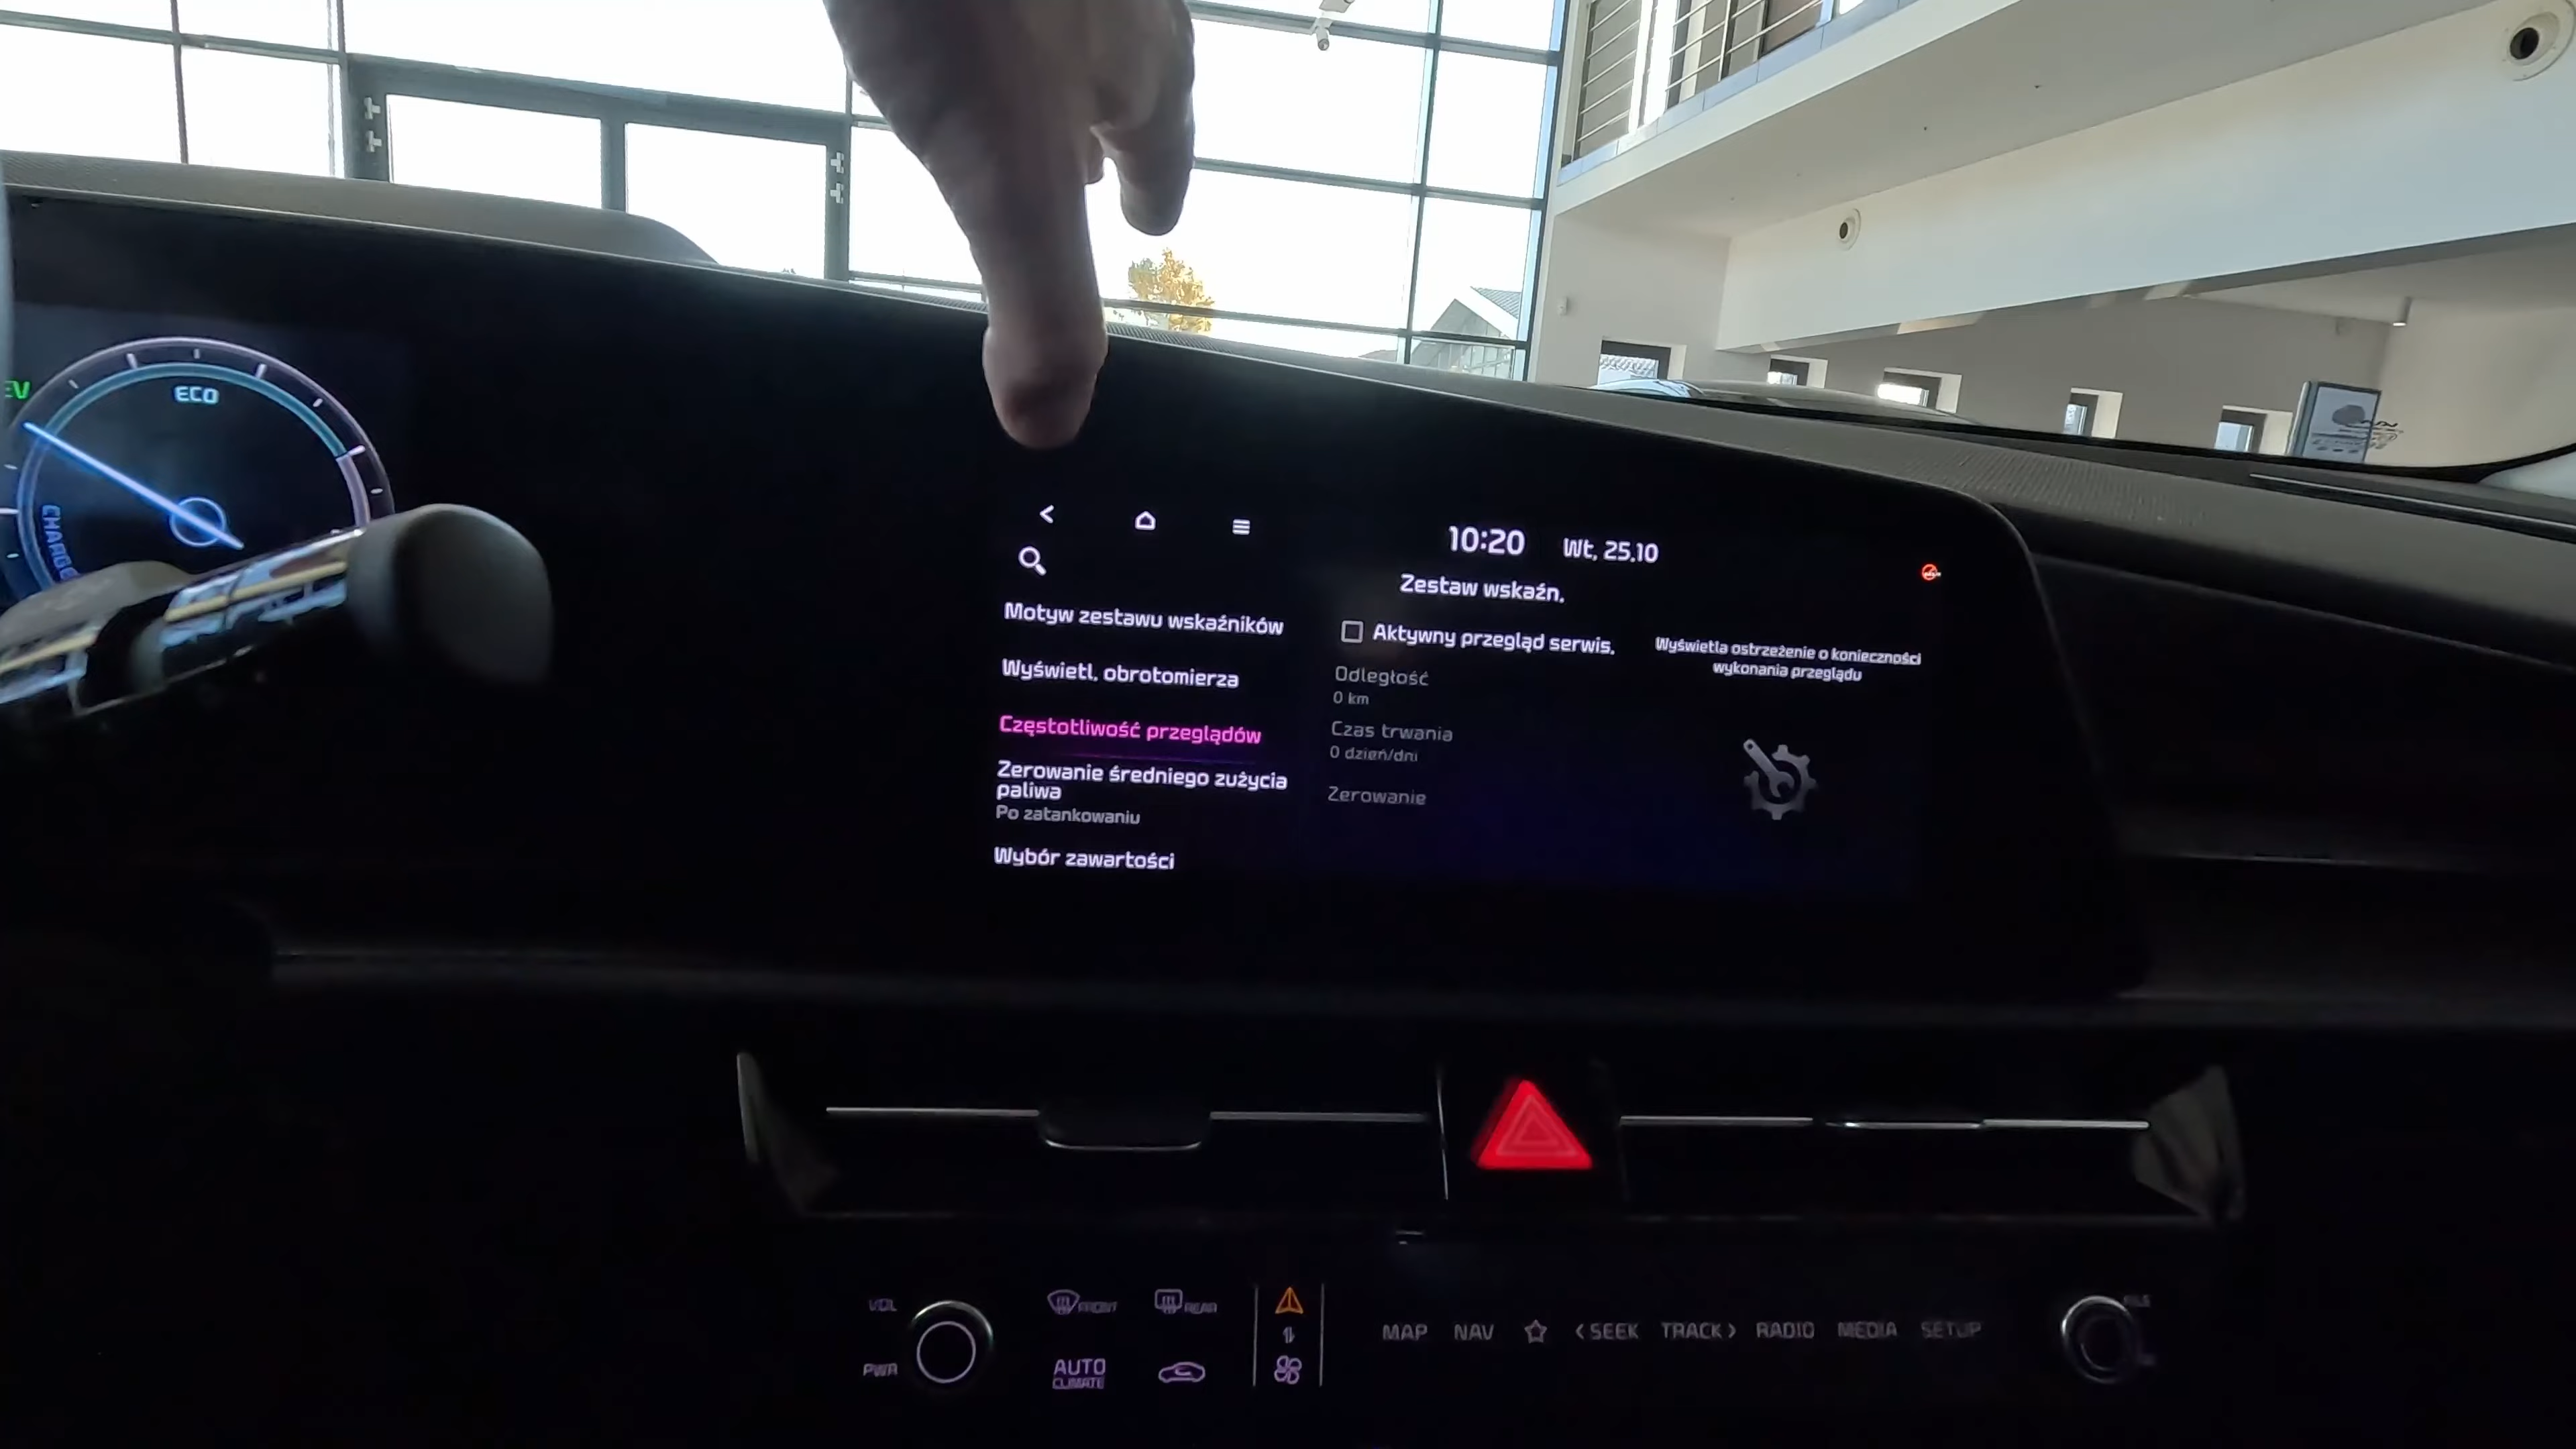 EV
ECO
10:20 Wt, 25.10
Zestaw wskaźn.
Motyw zestawu wskaźników
Wyświetl. obrotomierza
Częstotliwość przeglądów
Zerowanie średniego zużycia
paliwa
Po zatankowaniu
Wybór zawartości
Aktywny przegląd serwis.
Odległość
0 km
Czas trwania
0 dzień/dni
Zerowanie
Wyświetla ostrzeżenie o konieczności
wykonania przeglądu
VOL
PWR
FRONT
REAR
AUTO
CLIMATE
MAP NAV < SEEK TRACK > RADIO MEDIA SETUP